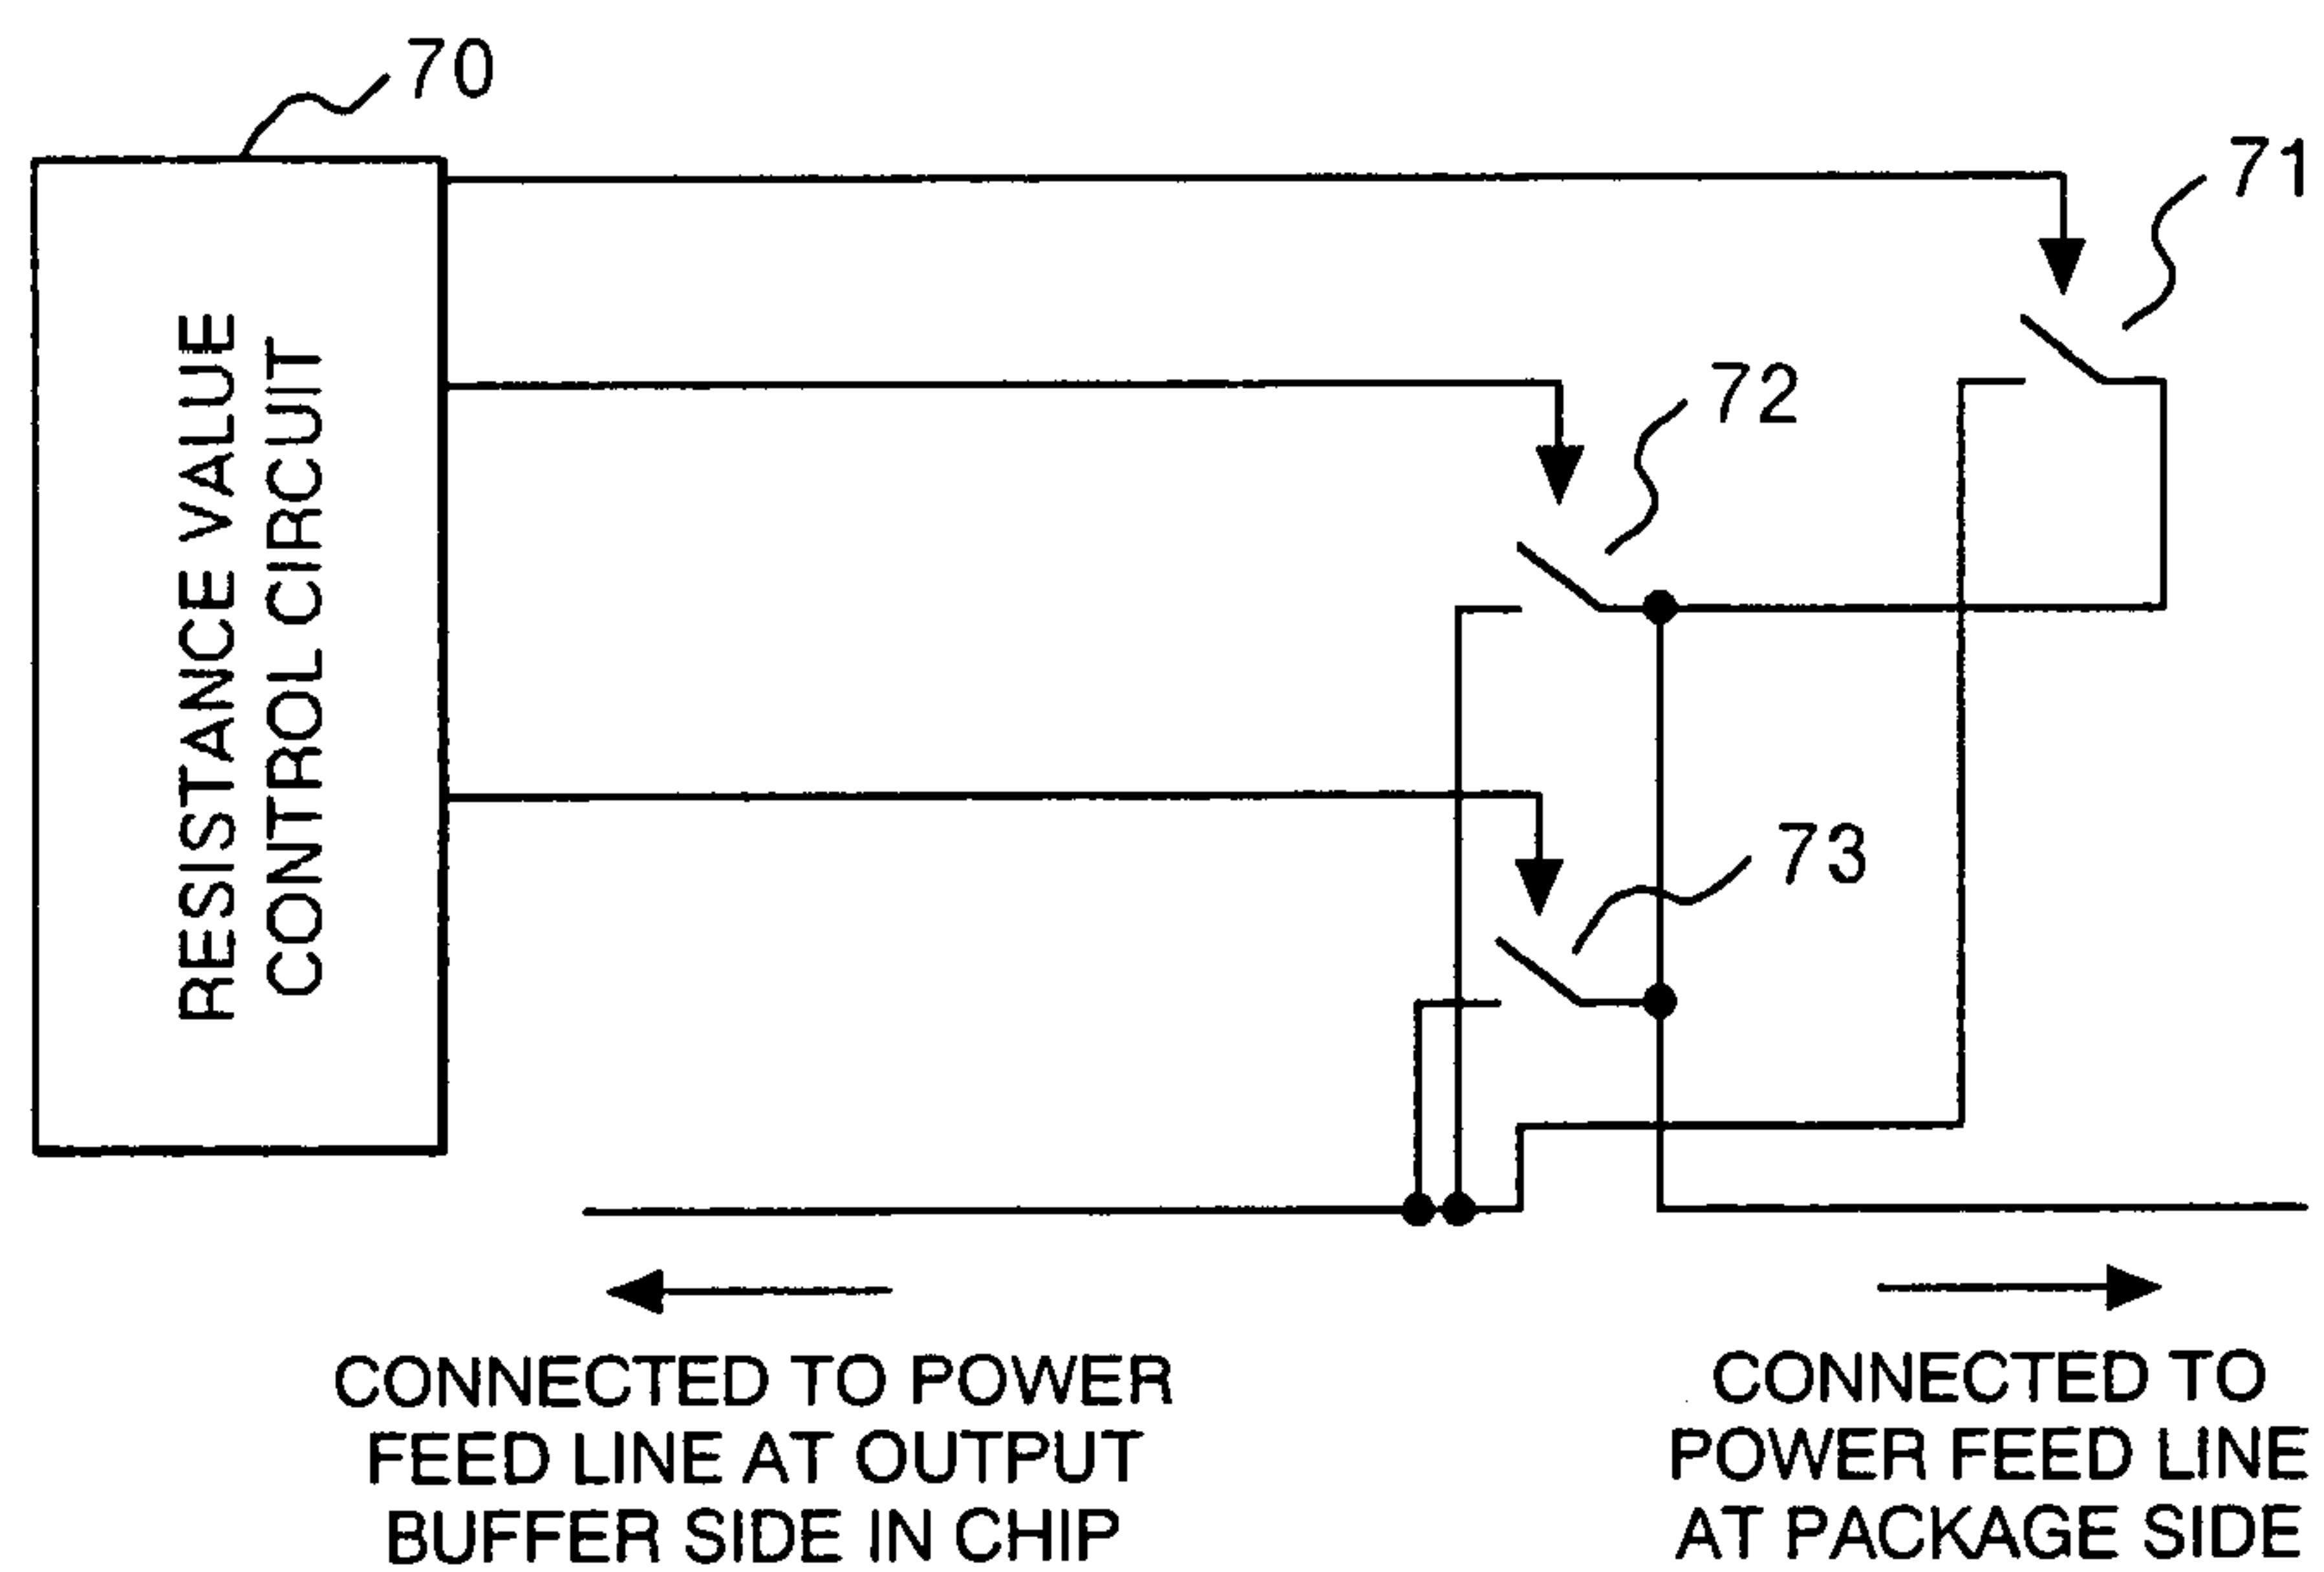 70
71
72
73
RESISTANCE VALUE
CONTROL CIRCUIT
CONNECTED TO POWER
FEED LINE AT OUTPUT
BUFFER SIDE IN CHIP
CONNECTED TO
POWER FEED LINE
AT PACKAGE SIDE